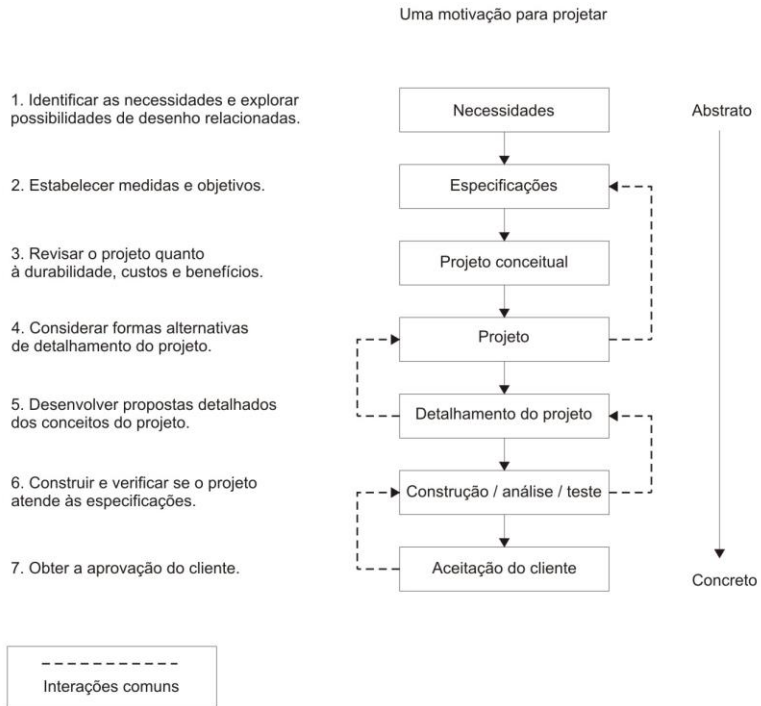 Uma motivação para projetar
1. Identificar as necessidades e explorar
possibilidades de desenho relacionadas.
Necessidades
Abstrato
2. Estabelecer medidas e objetivos.
Especificações
3. Revisar o projeto quanto
à durabilidade, custos e benefícios.
Projeto conceitual
4. Considerar formas alternativas
de detalhamento do projeto.
Projeto
5. Desenvolver propostas detalhados
dos conceitos do projeto.
Detalhamento do projeto
6. Construir e verificar se o projeto
atende às especificações.
Construção / análise / teste
7. Obter a aprovação do cliente.
Aceitação do cliente
Concreto
Interações comuns